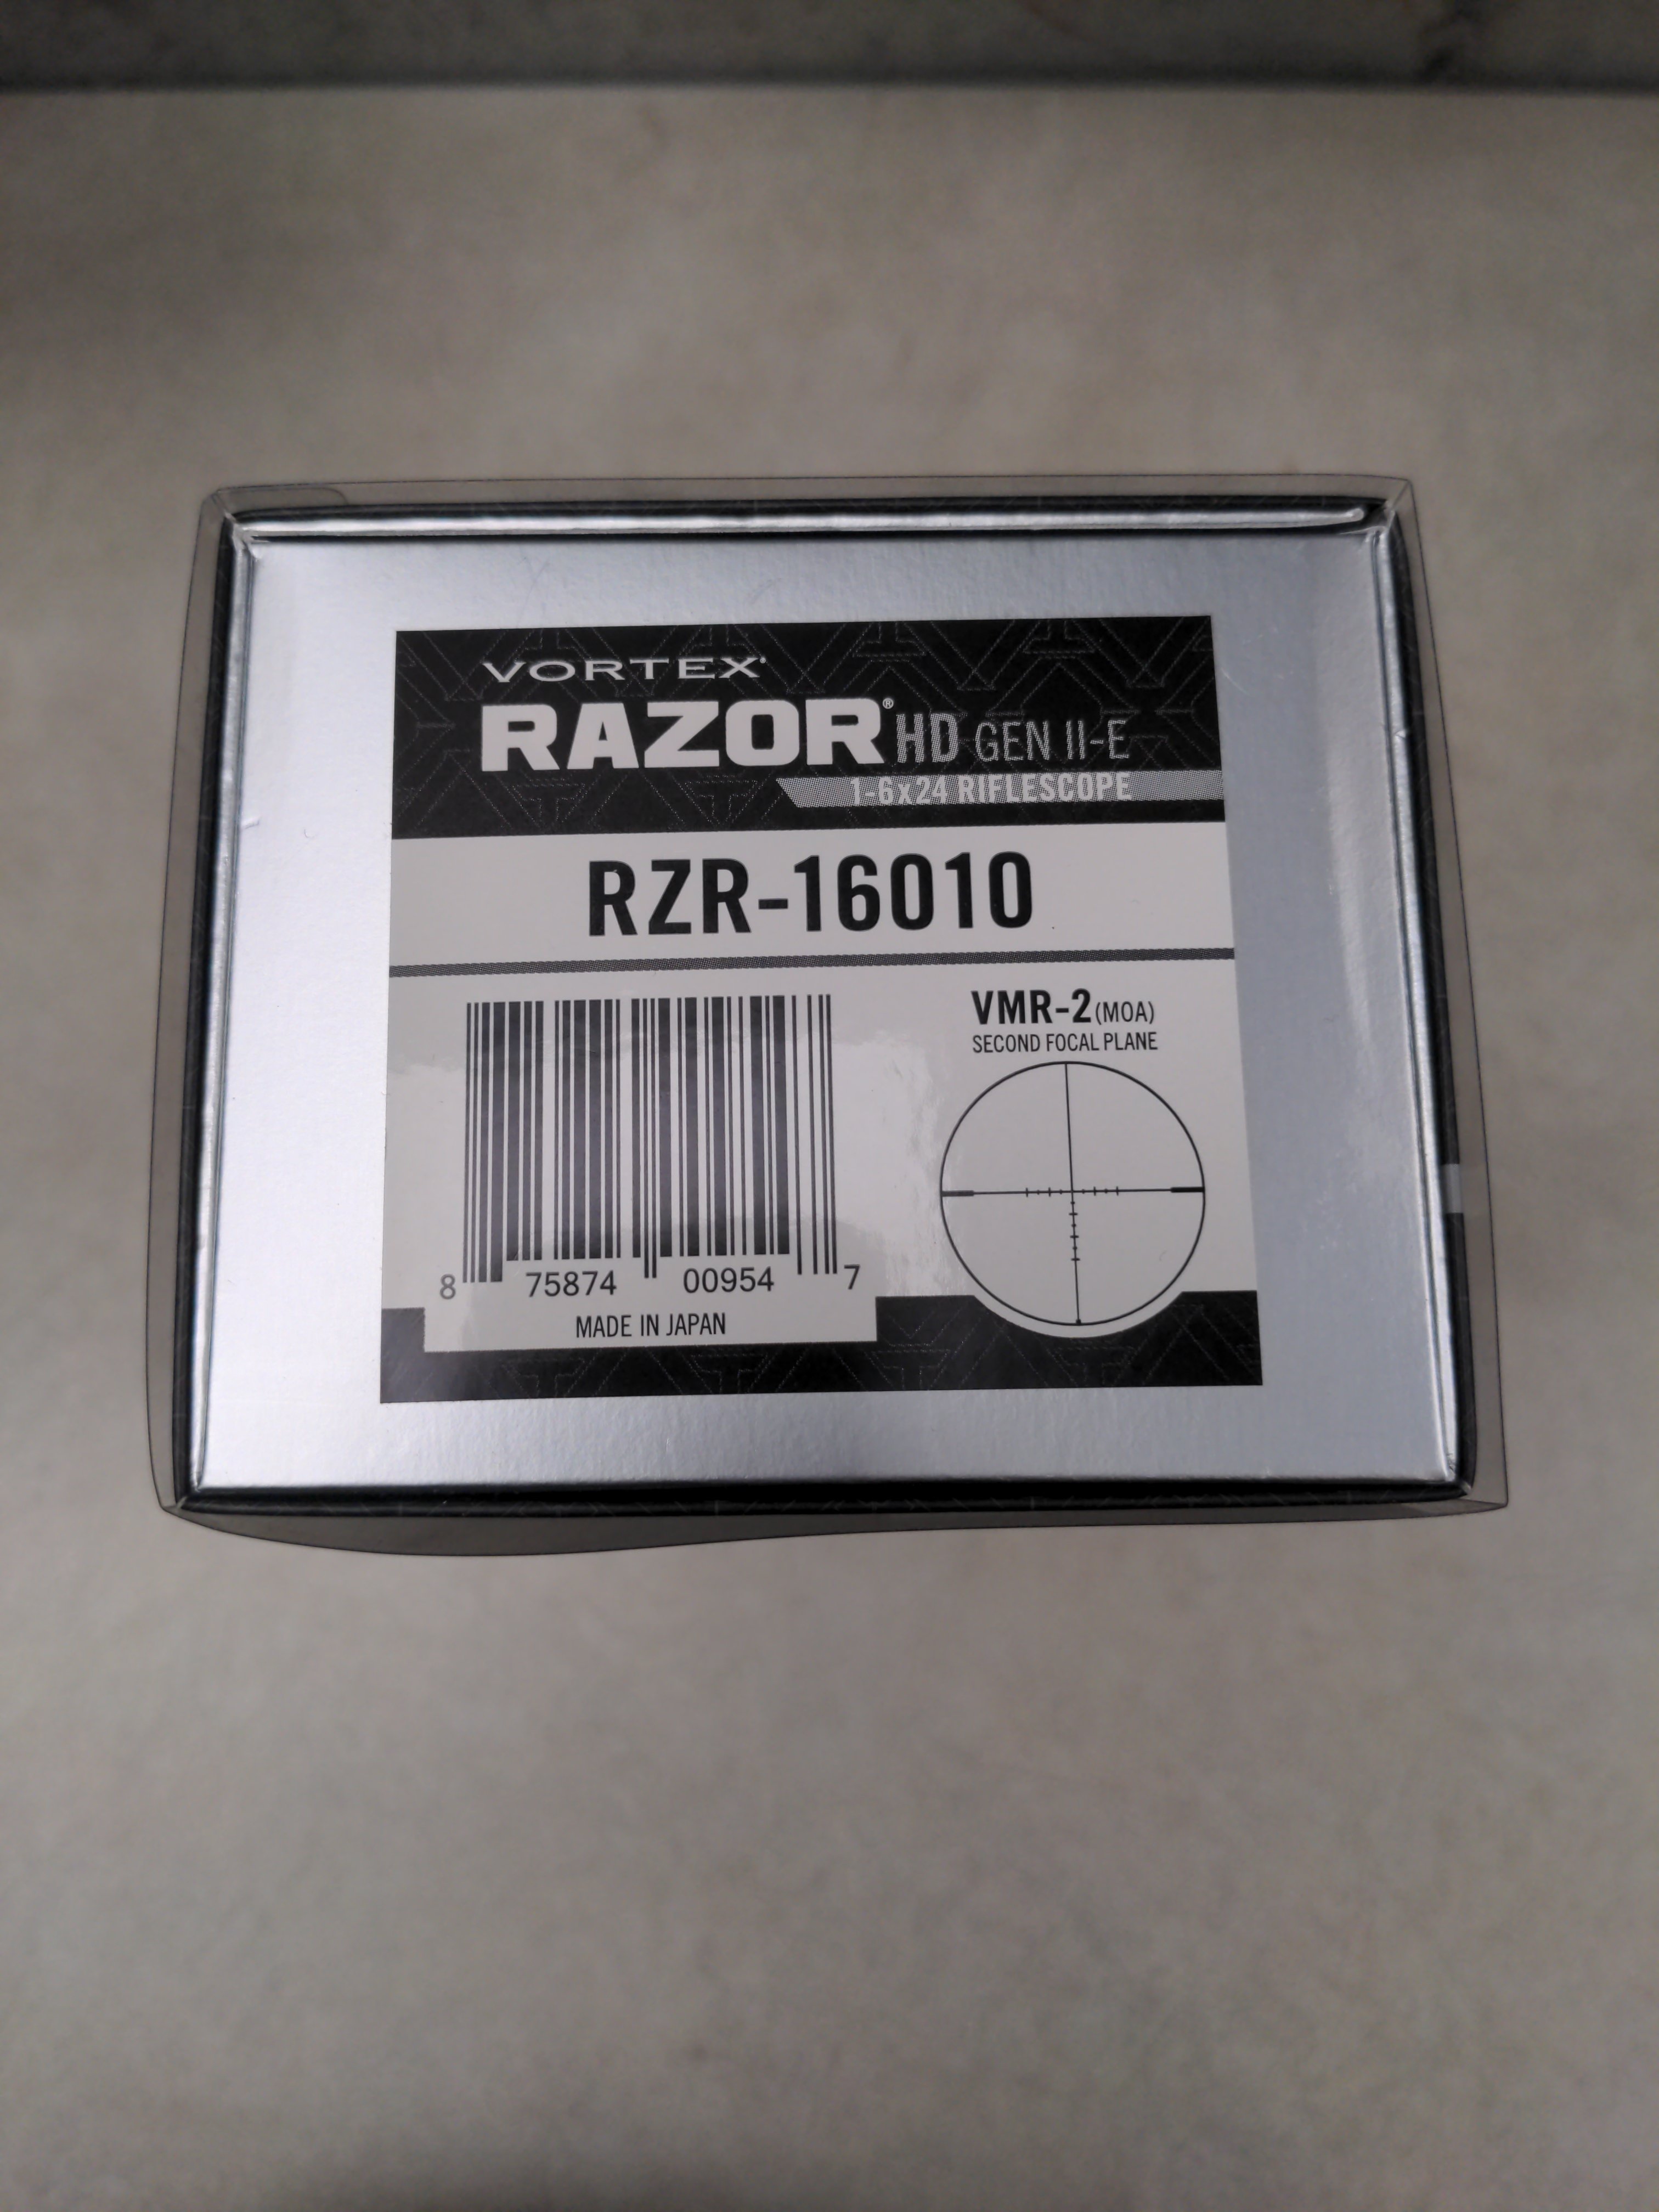 VORTEX®
RAZOR® HD GEN II-E
1-6x24 RIFLESCOPE
RZR-16010
VMR-2 (MOA)
SECOND FOCAL PLANE
8 75874 00954 7
MADE IN JAPAN